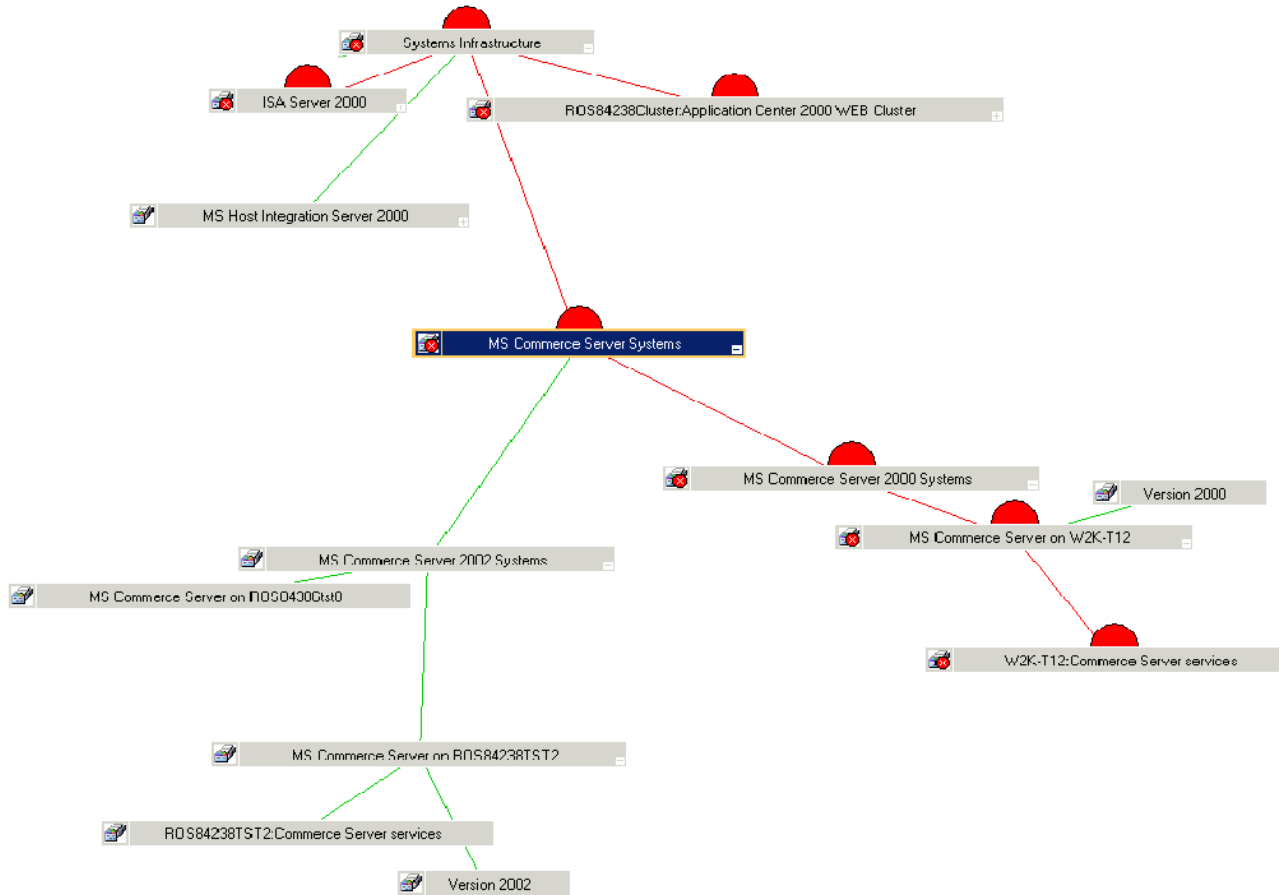 Systems Infrastructure
ISA Server 2000
ROS84238Cluster:Application Center 2000 WEB Cluster
MS Host Integration Server 2000
MS Commerce Server Systems
MS Commerce Server 2000 Systems
Version 2000
MS Commerce Server on W2K-T12
MS Commerce Server 2002 Systems
MS Commerce Server on
W2K-T12:Commerce Server services
MS Commerce Server on ROS84238TST2
ROS84238TST2:Commerce Server services
Version 2002